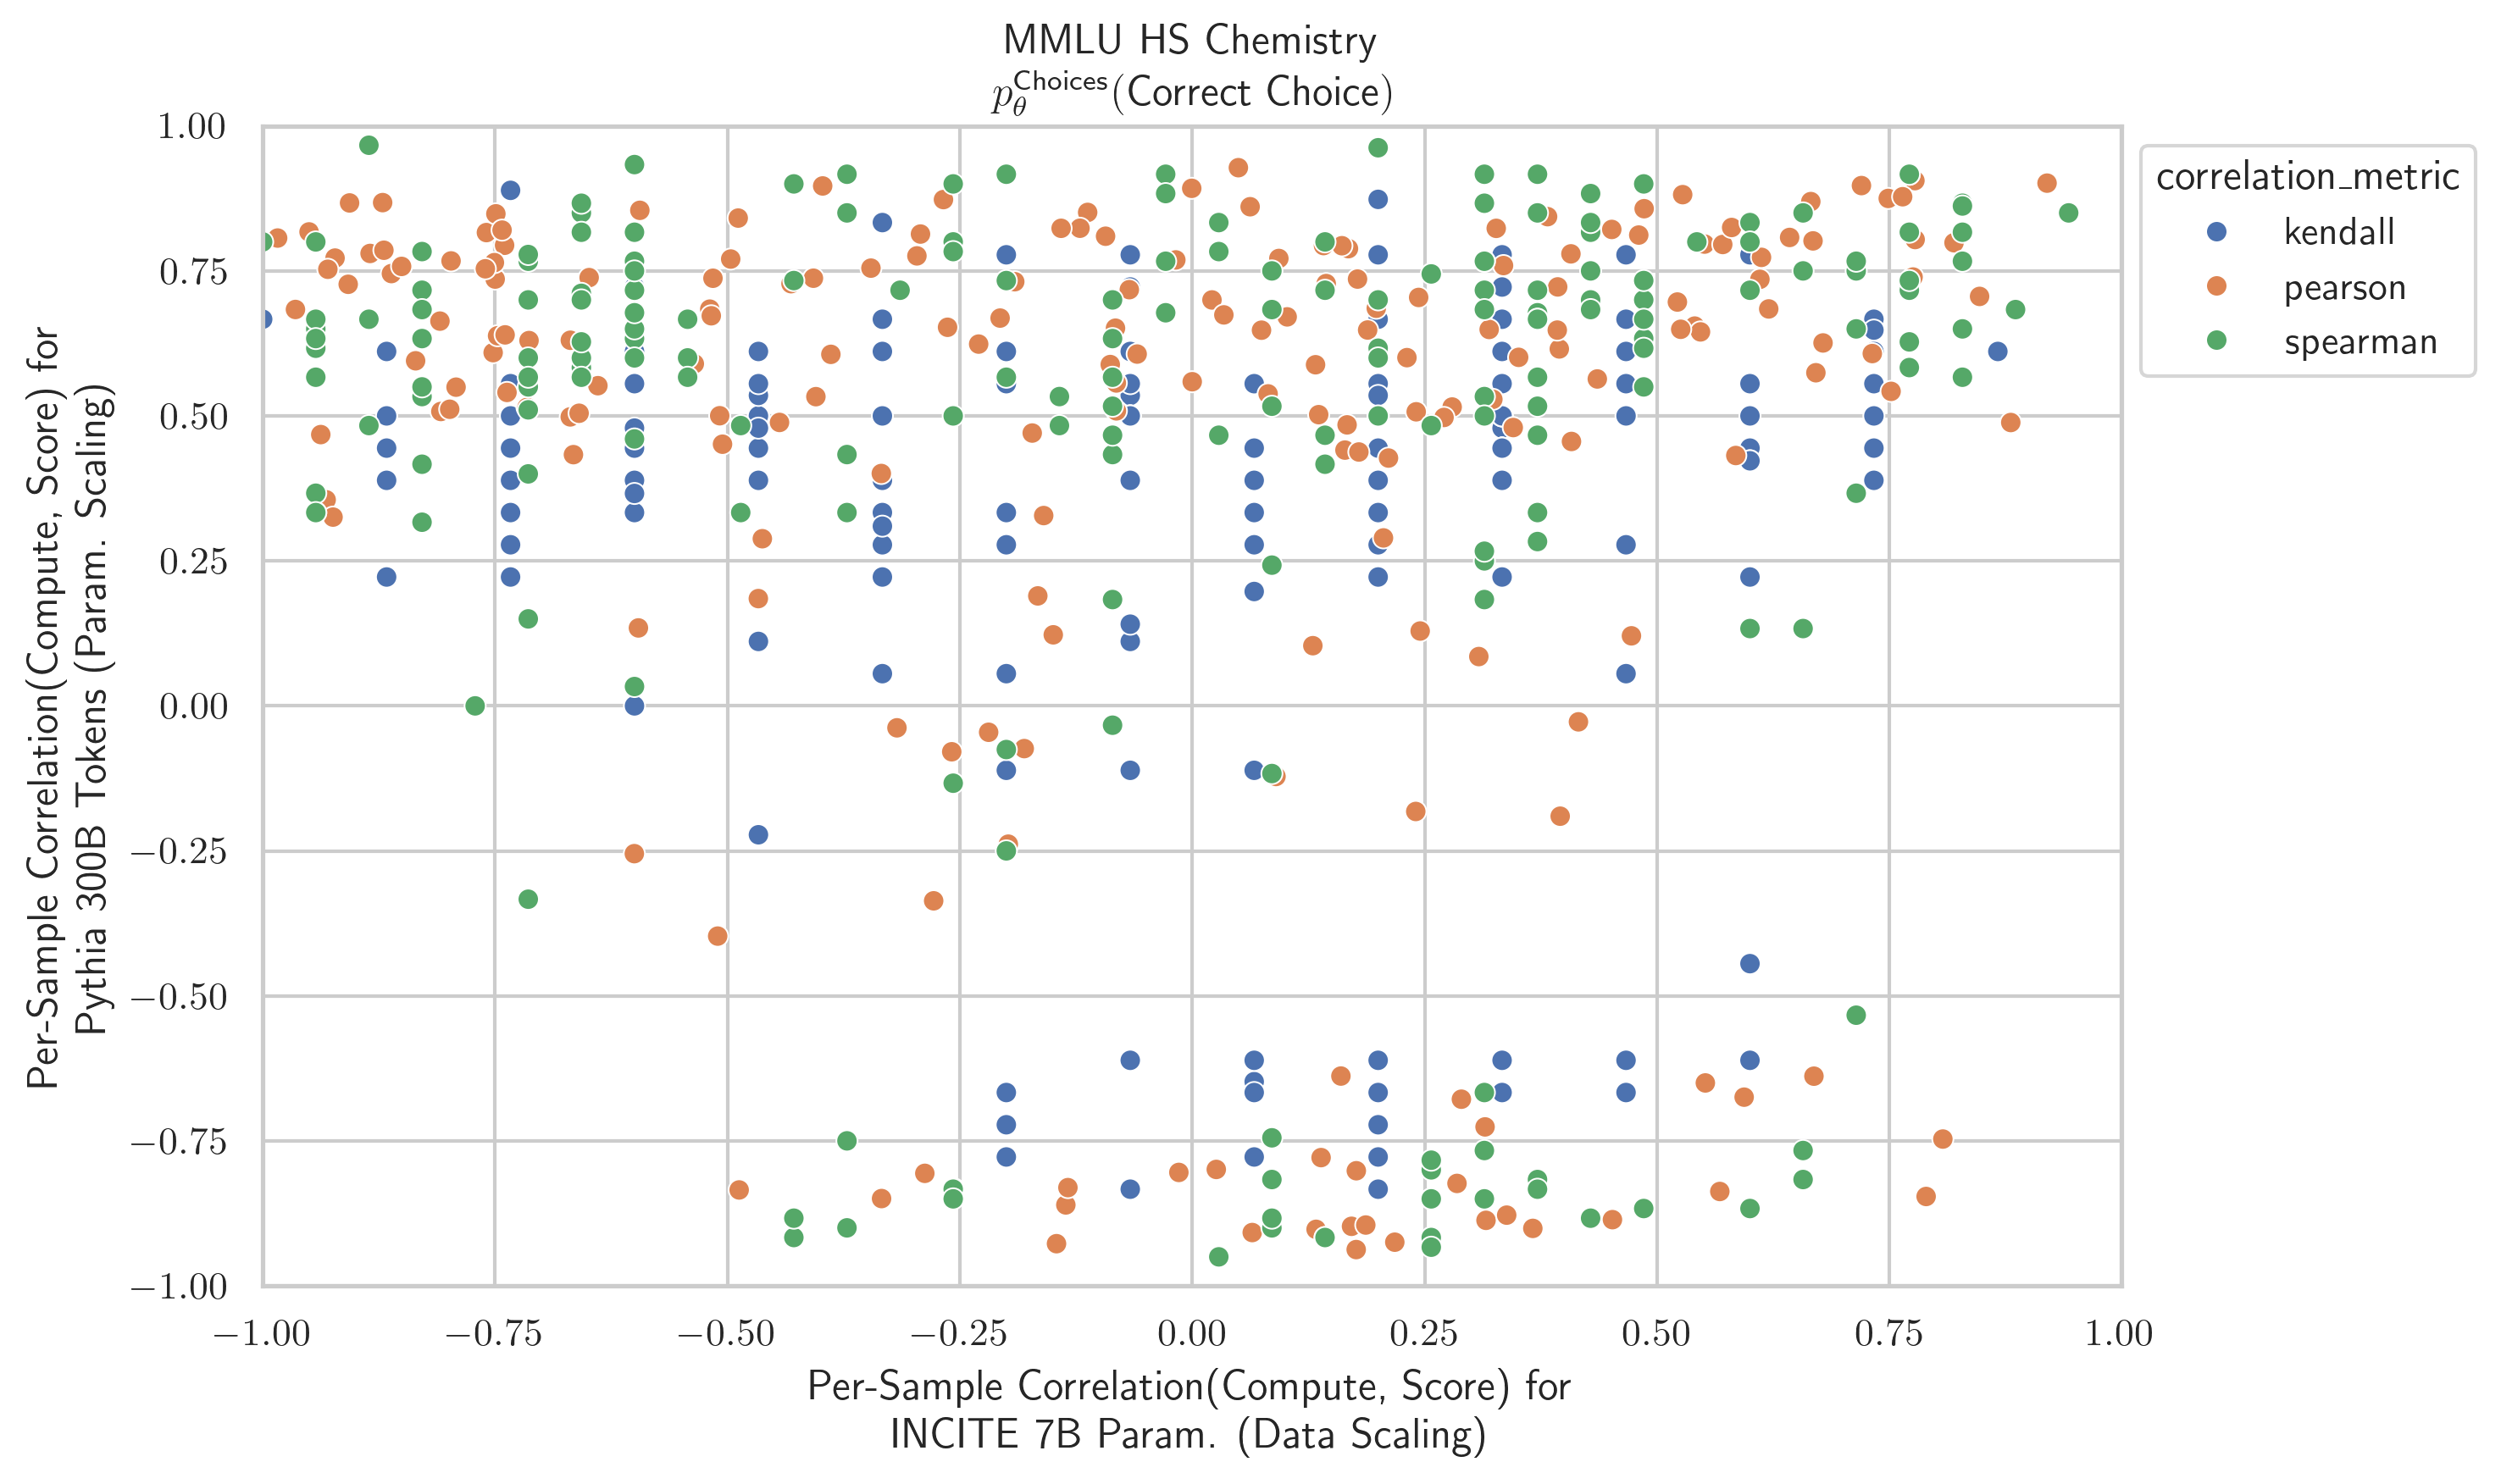 MMLU HS Chemistry
p_θ^Choices(Correct Choice)
1.00
0.75
0.50
0.25
0.00
−0.25
−0.50
−0.75
−1.00
Per-Sample Correlation(Compute, Score) for
Pythia 300B Tokens (Param. Scaling)
−1.00 −0.75 −0.50 −0.25 0.00 0.25 0.50 0.75 1.00
Per-Sample Correlation(Compute, Score) for
INCITE 7B Param. (Data Scaling)
correlation_metric
kendall
pearson
spearman